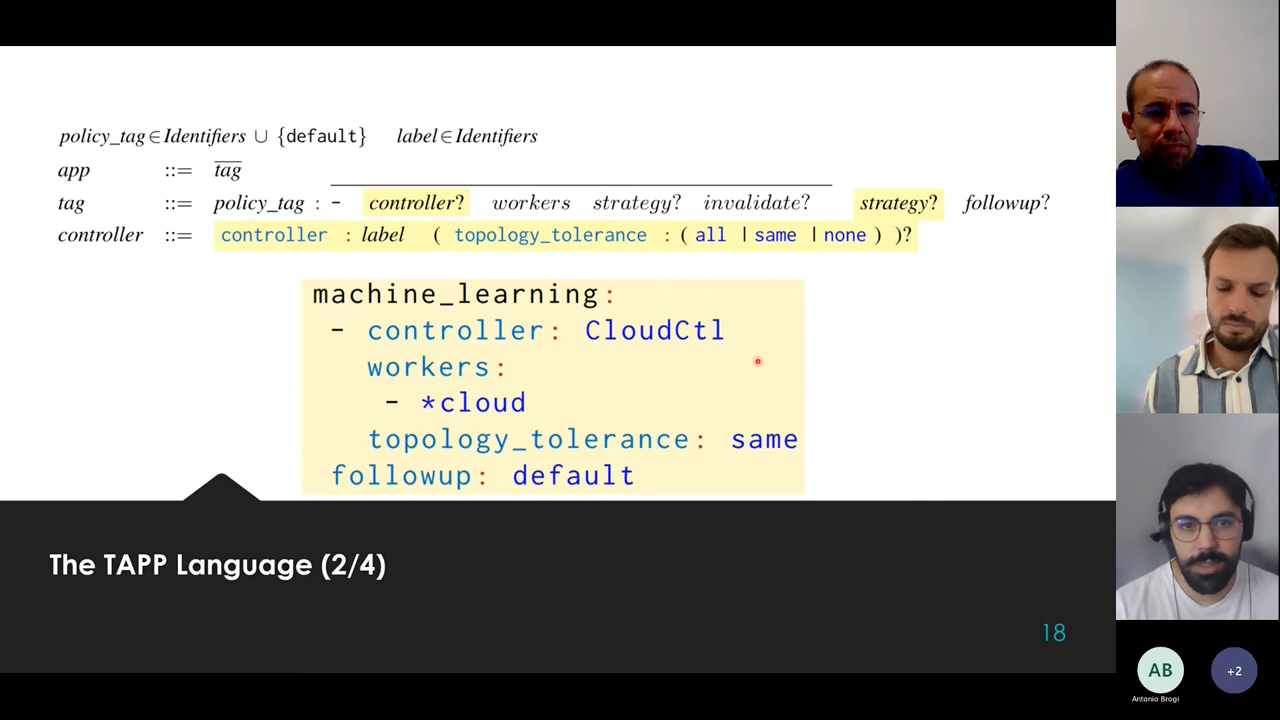 policy_tag ∈ Identifiers ∪ {default} label ∈ Identifiers
app ::= tag
tag ::= policy_tag : - controller? workers strategy? invalidate? strategy? followup?
controller ::= controller : label ( topology_tolerance : ( all | same | none ) )?
machine_learning:
- controller: CloudCtl
workers:
- *cloud
topology_tolerance: same
followup: default
The TAPP Language (2/4)
18
AB
+2
Antonio Brogi